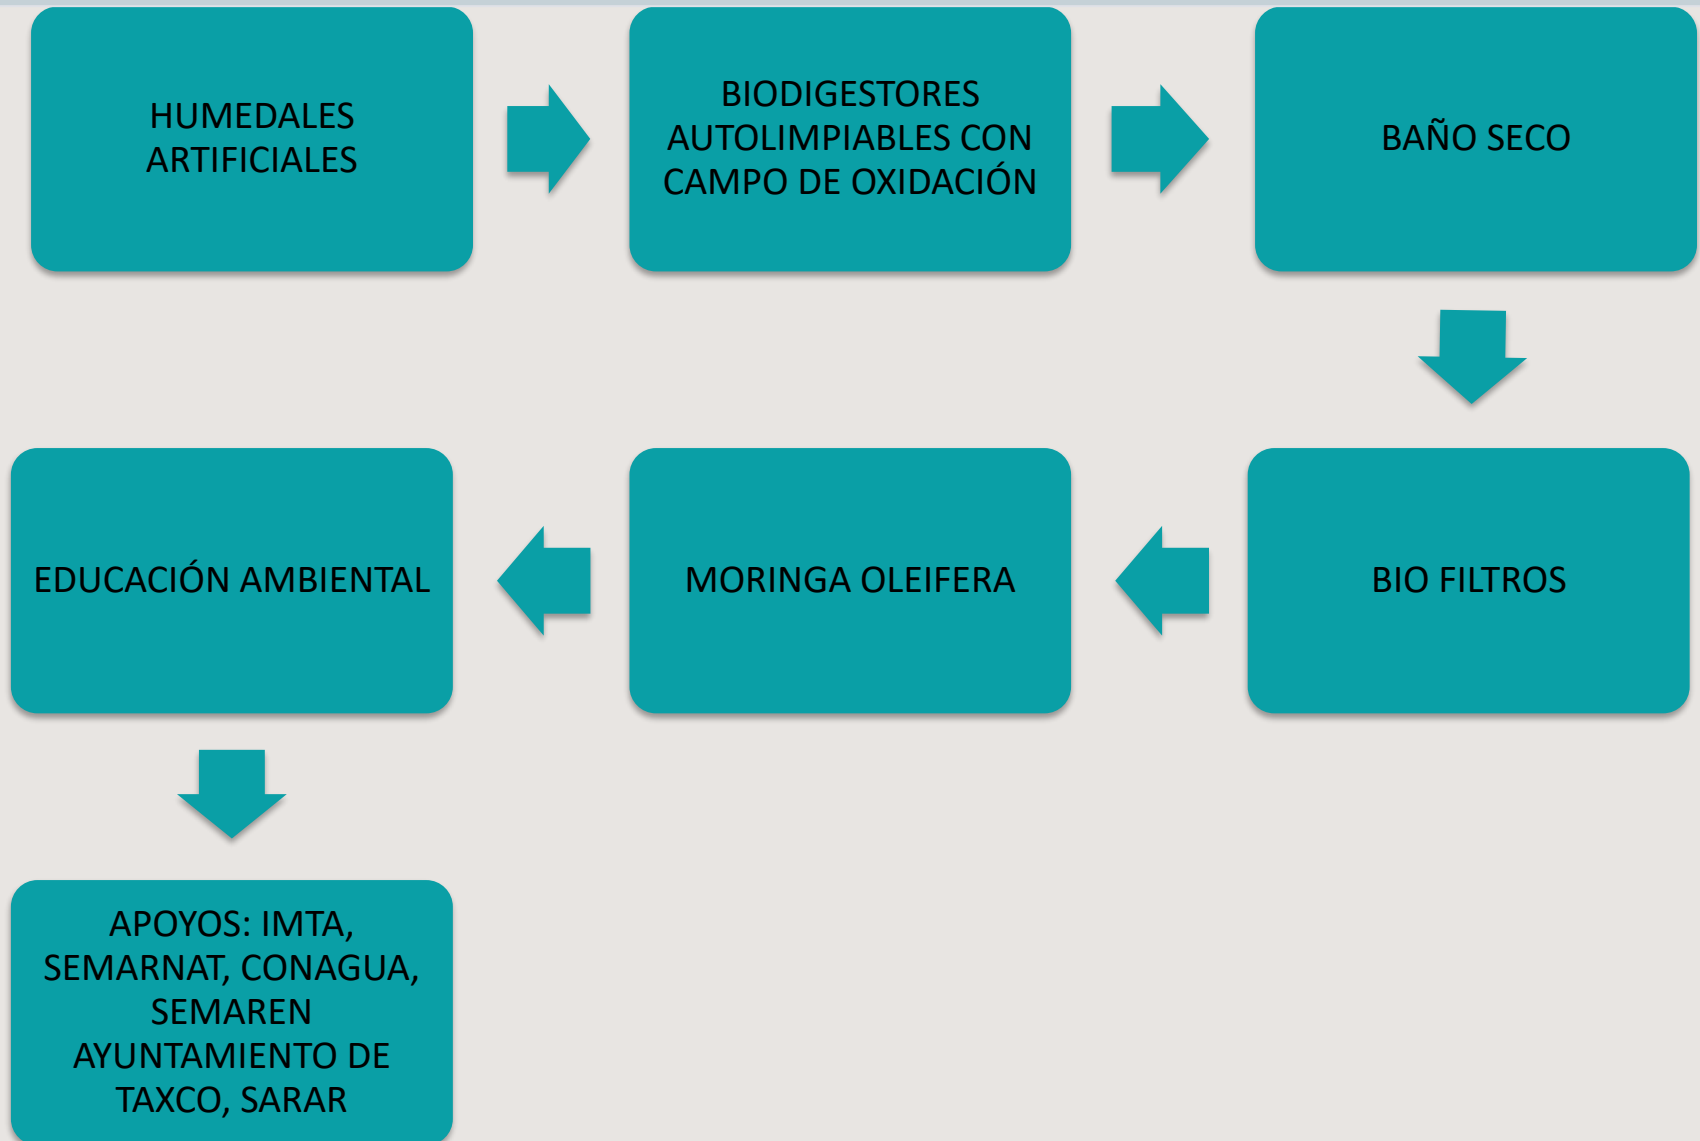 HUMEDALES
ARTIFICIALES
BIODIGESTORES
AUTOLIMPIABLES CON
CAMPO DE OXIDACIÓN
BAÑO SECO
BIO FILTROS
MORINGA OLEIFERA
EDUCACIÓN AMBIENTAL
APOYOS: IMTA,
SEMARNAT, CONAGUA,
SEMAREN
AYUNTAMIENTO DE
TAXCO, SARAR